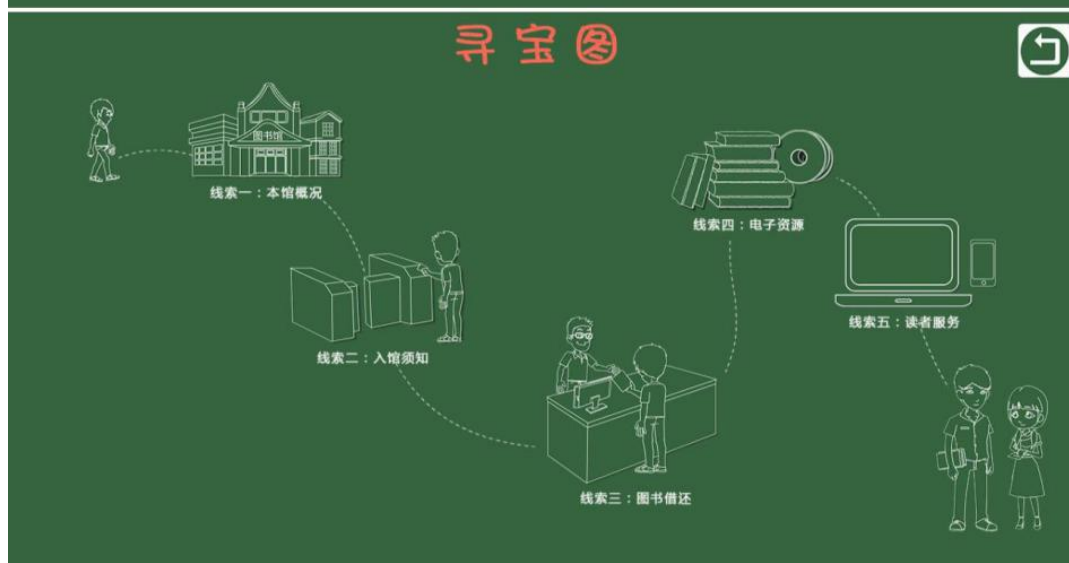 寻宝图
图书馆
线索一：本馆概况
线索二：入馆须知
线索三：图书借还
线索四：电子资源
线索五：读者服务